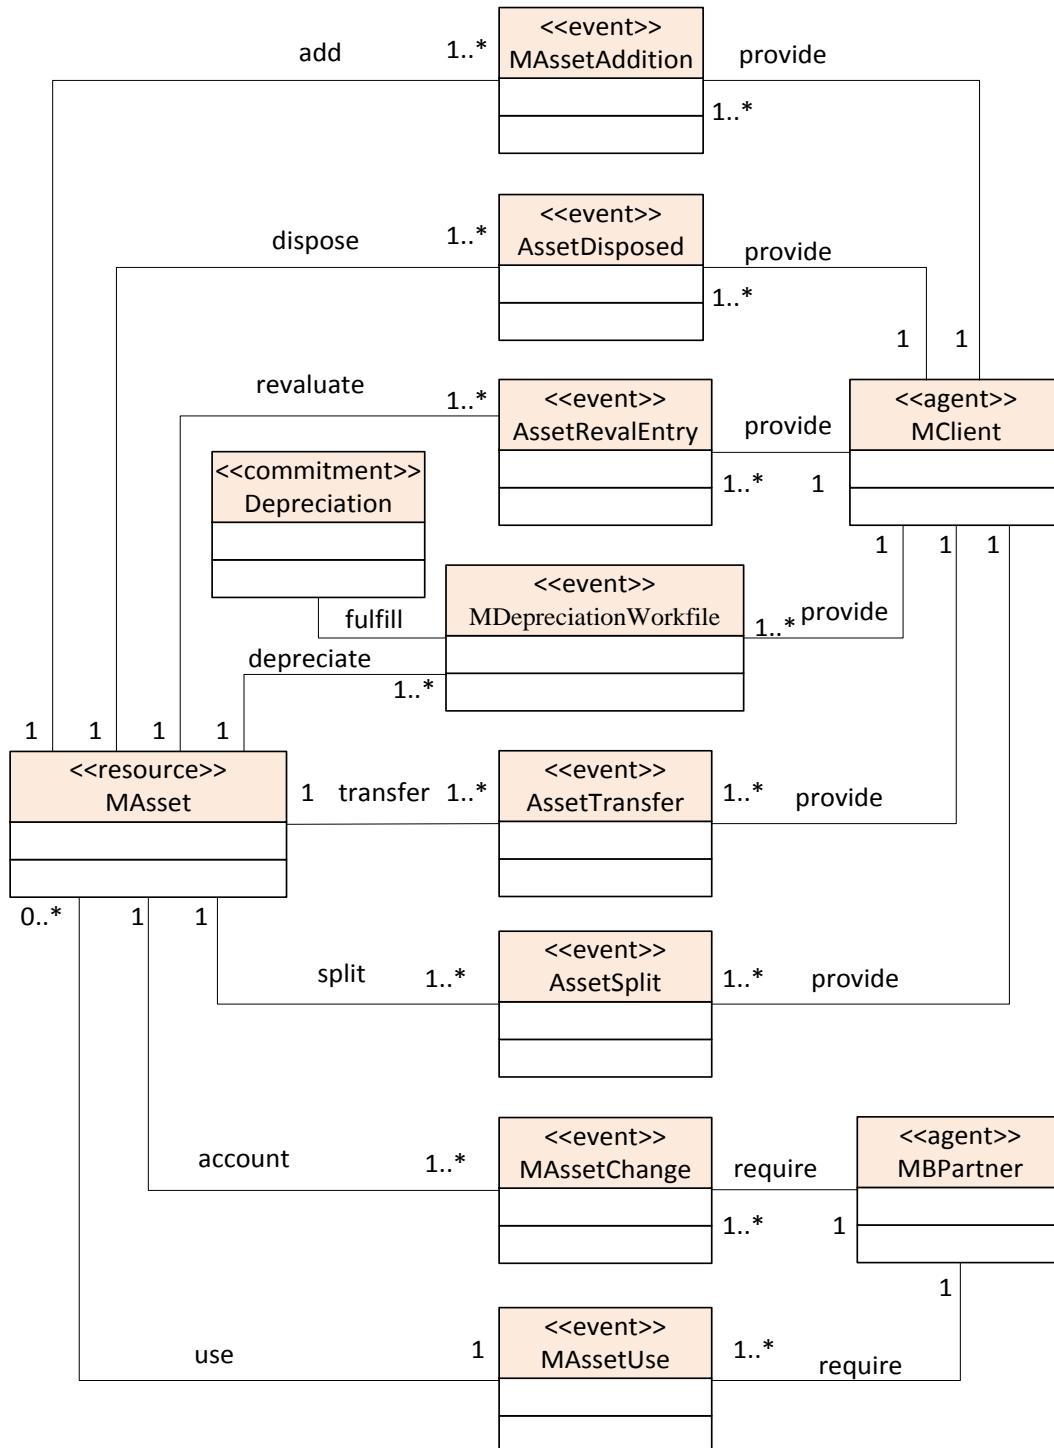 <<event>>
MAssetAddition
add
1..*
provide
1..*
<<event>>
AssetDisposed
dispose
1..*
provide
1..*
1
1
<<event>>
AssetRevalEntry
revaluate
1..*
provide
1..*
1
<<agent>>
MClient
<<commitment>>
Depreciation
1
1
1
<<event>>
MDepreciationWorkfile
fulfill
1..*
provide
depreciate
1..*
1
1
1
1
<<resource>>
MAsset
1
transfer
1..*
<<event>>
AssetTransfer
1..*
provide
0..*
1
1
split
1..*
<<event>>
AssetSplit
1..*
provide
account
1..*
<<event>>
MAssetChange
require
1..*
1
<<agent>>
MBPartner
1
use
1
<<event>>
MAssetUse
1..*
require